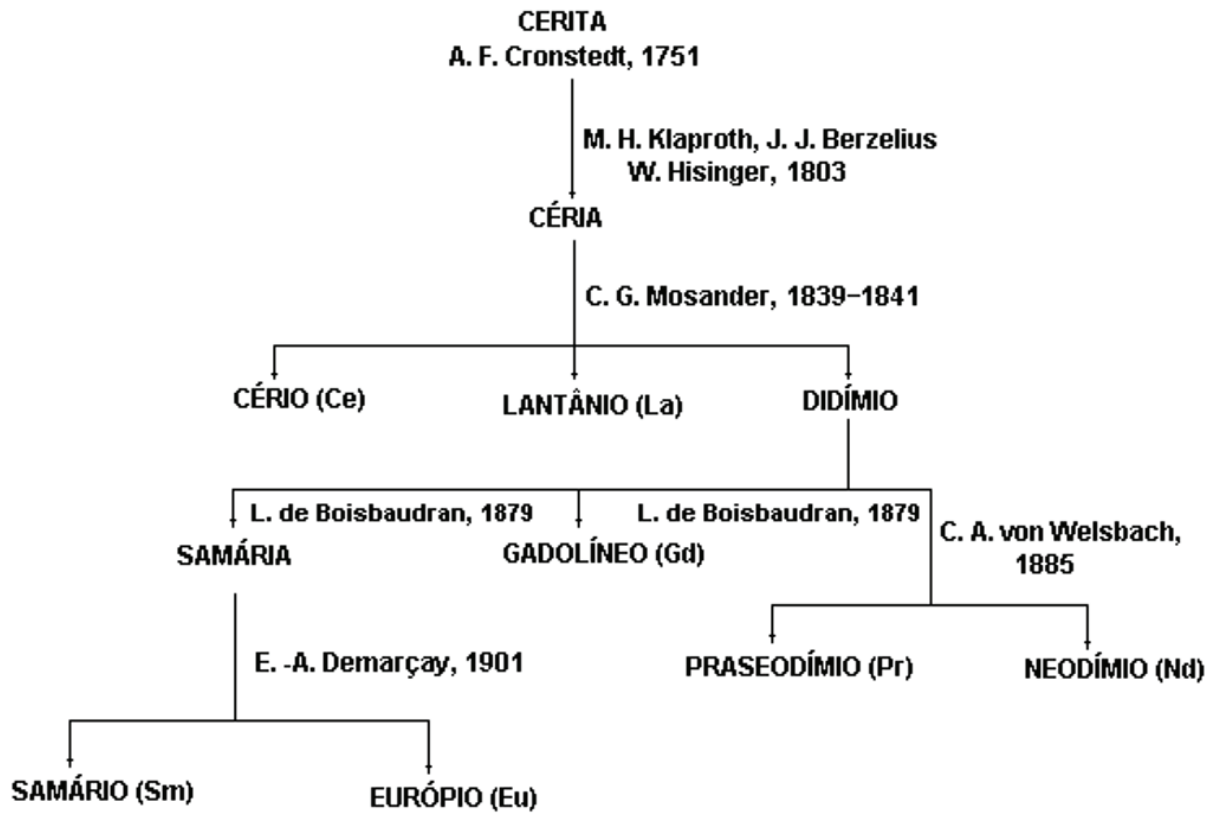 CERITA
A. F. Cronstedt, 1751
M. H. Klaproth, J. J. Berzelius
W. Hisinger, 1803
CÉRIA
C. G. Mosander, 1839-1841
CÉRIO (Ce)
LANTÂNIO (La)
DIDÍMIO
L. de Boisbaudran, 1879
L. de Boisbaudran, 1879
C. A. von Welsbach,
1885
SAMÁRIA
GADOLÍNEO (Gd)
E. -A. Demarçay, 1901
PRASEODÍMIO (Pr)
NEODÍMIO (Nd)
SAMÁRIO (Sm)
EURÓPIO (Eu)